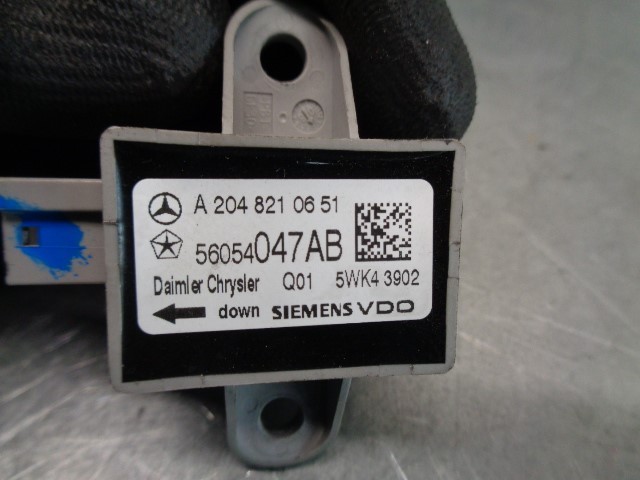 A 204 821 06 51
56054047AB
Daimler Chrysler Q01 5WK4 3902
down SIEMENS VDO